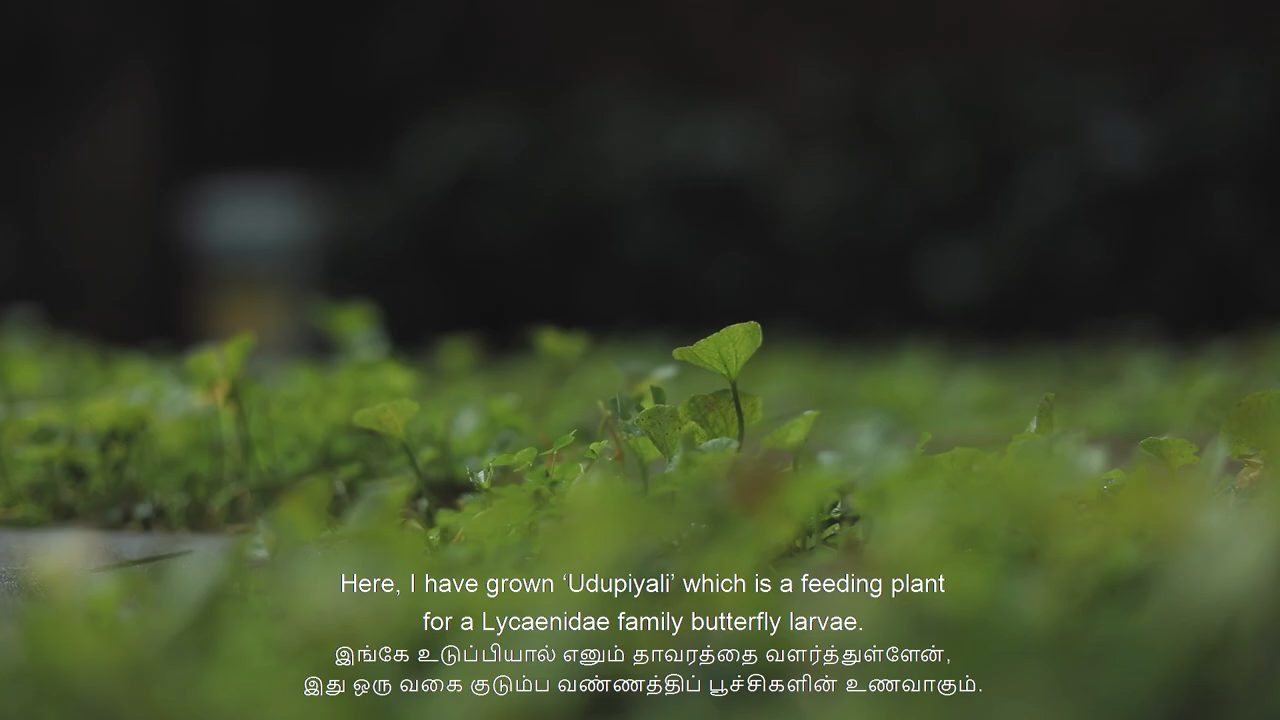 Here, I have grown ‘Udupiyali’ which is a feeding plant
for a Lycaenidae family butterfly larvae.
இங்கே உடுப்பியால் எனும் தாவரத்தை வளர்த்துள்ளேன்,
இது ஒரு வகை குடும்ப வண்ணத்திப் பூச்சிகளின் உணவாகும்.